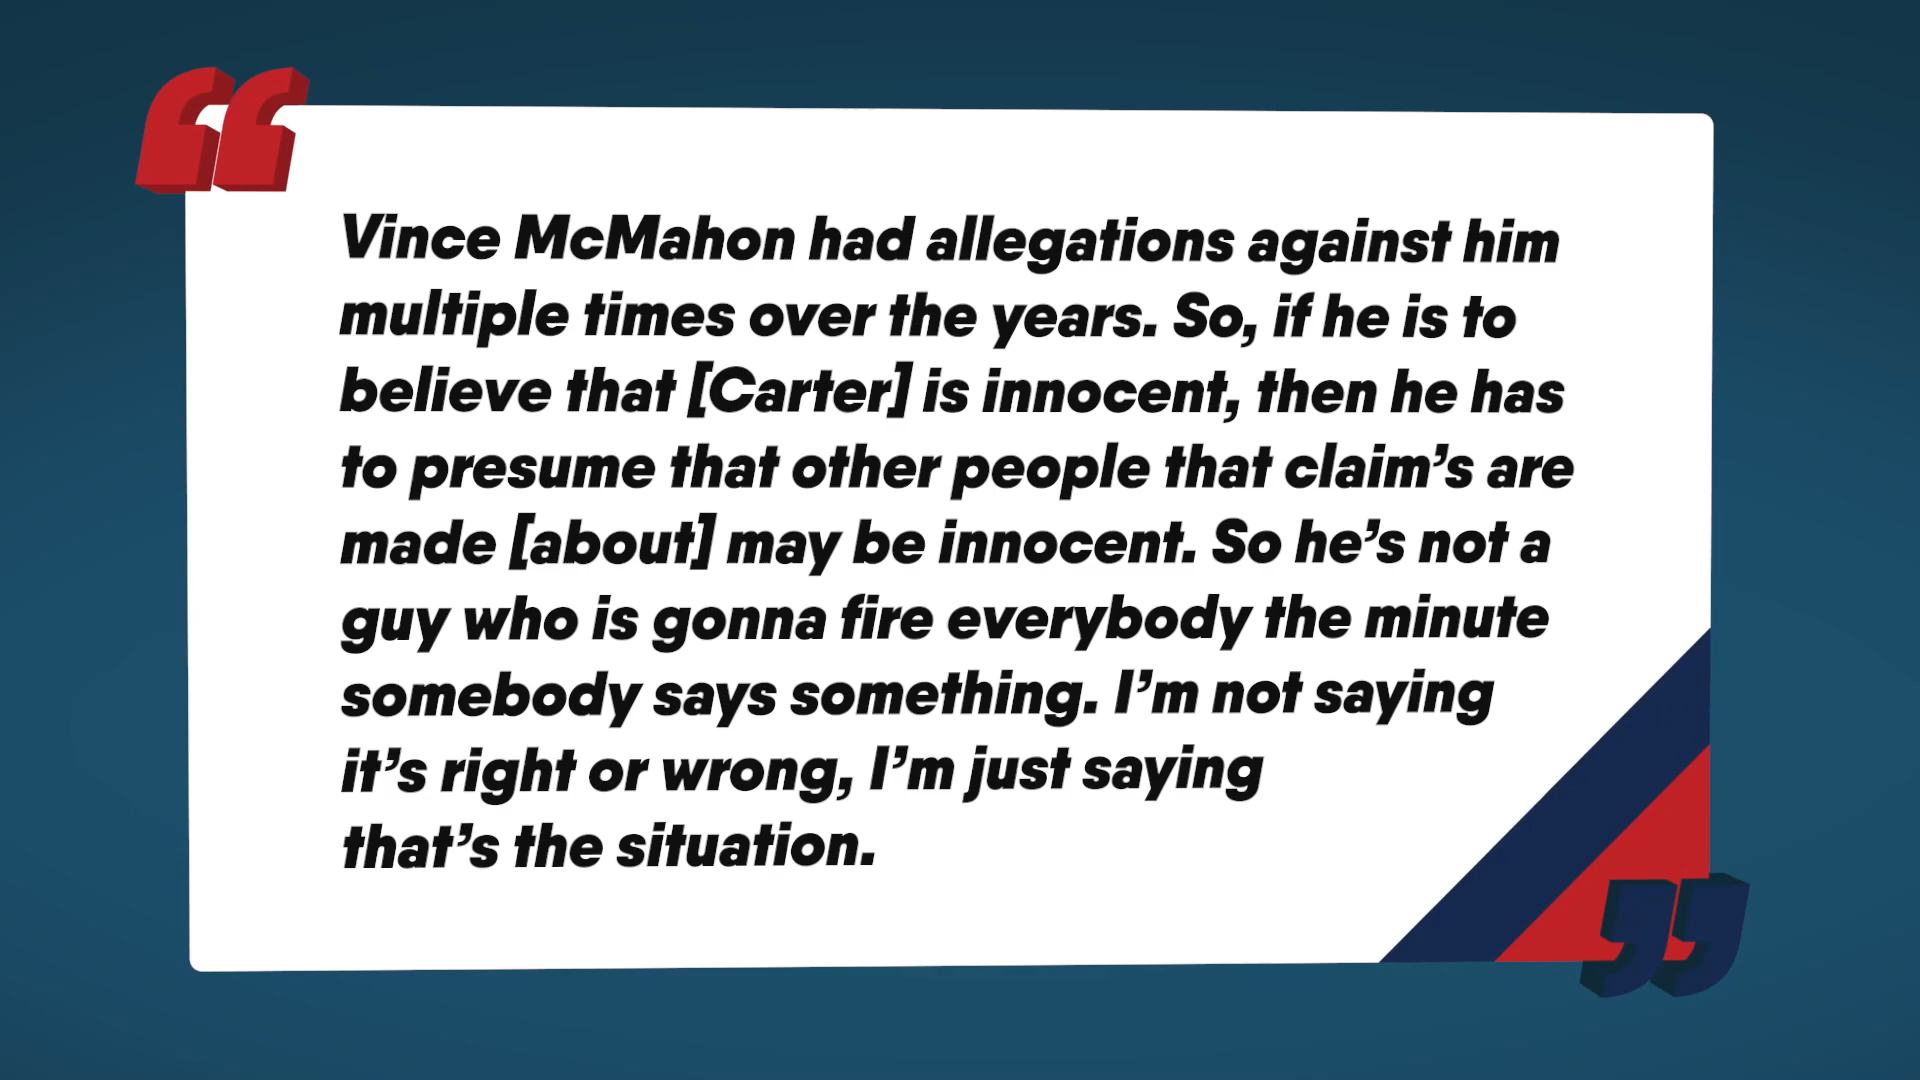 Vince McMahon had allegations against him
multiple times over the years. So, if he is to
believe that [Carter] is innocent, then he has
to presume that other people that claim’s are
made [about] may be innocent. So he’s not a
guy who is gonna fire everybody the minute
somebody says something. I’m not saying
it’s right or wrong, I’m just saying
that’s the situation.